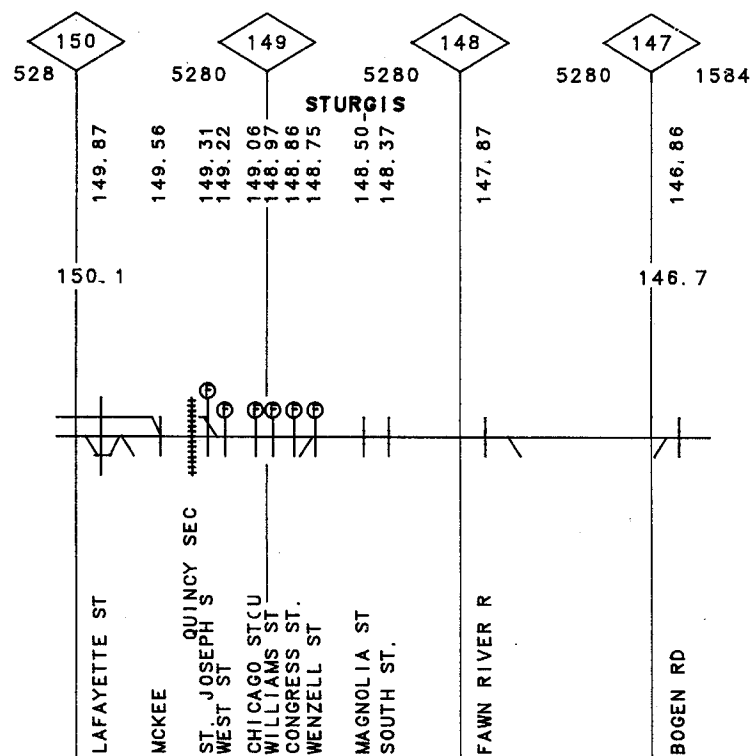 150
149
148
147
528
5280
5280
5280
1584
STURGIS
149.87
149.56
149.31
149.22
149.06
148.97
148.86
148.75
148.50
148.37
147.87
146.86
150.1
146.7
F
F
F
F
F
F
LAFAYETTE ST
MCKEE
QUINCY SEC
ST. JOSEPH S
WEST ST
CHICAGO ST(U
WILLIAMS ST
CONGRESS ST.
WENZELL ST
MAGNOLIA ST
SOUTH ST.
FAWN RIVER R
BOGEN RD